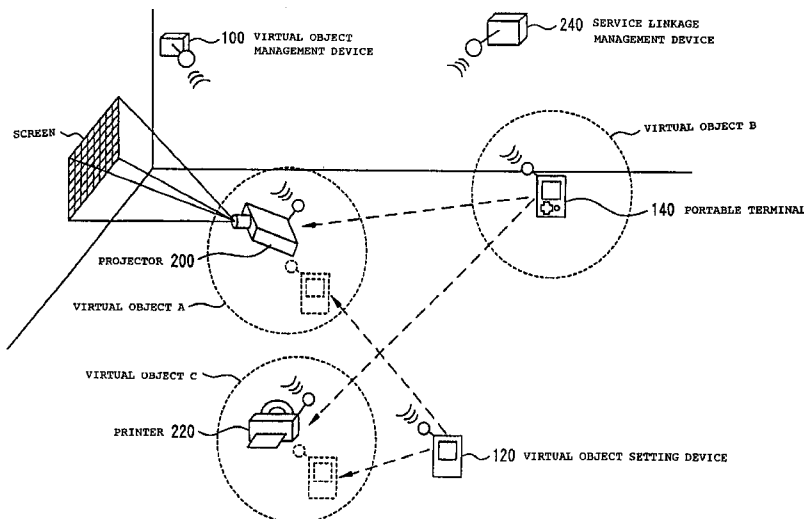 100 VIRTUAL OBJECT
MANAGEMENT DEVICE
240 SERVICE LINKAGE
MANAGEMENT DEVICE
SCREEN
VIRTUAL OBJECT B
140 PORTABLE TERMINAL
PROJECTOR 200
VIRTUAL OBJECT A
VIRTUAL OBJECT C
PRINTER 220
120 VIRTUAL OBJECT SETTING DEVICE